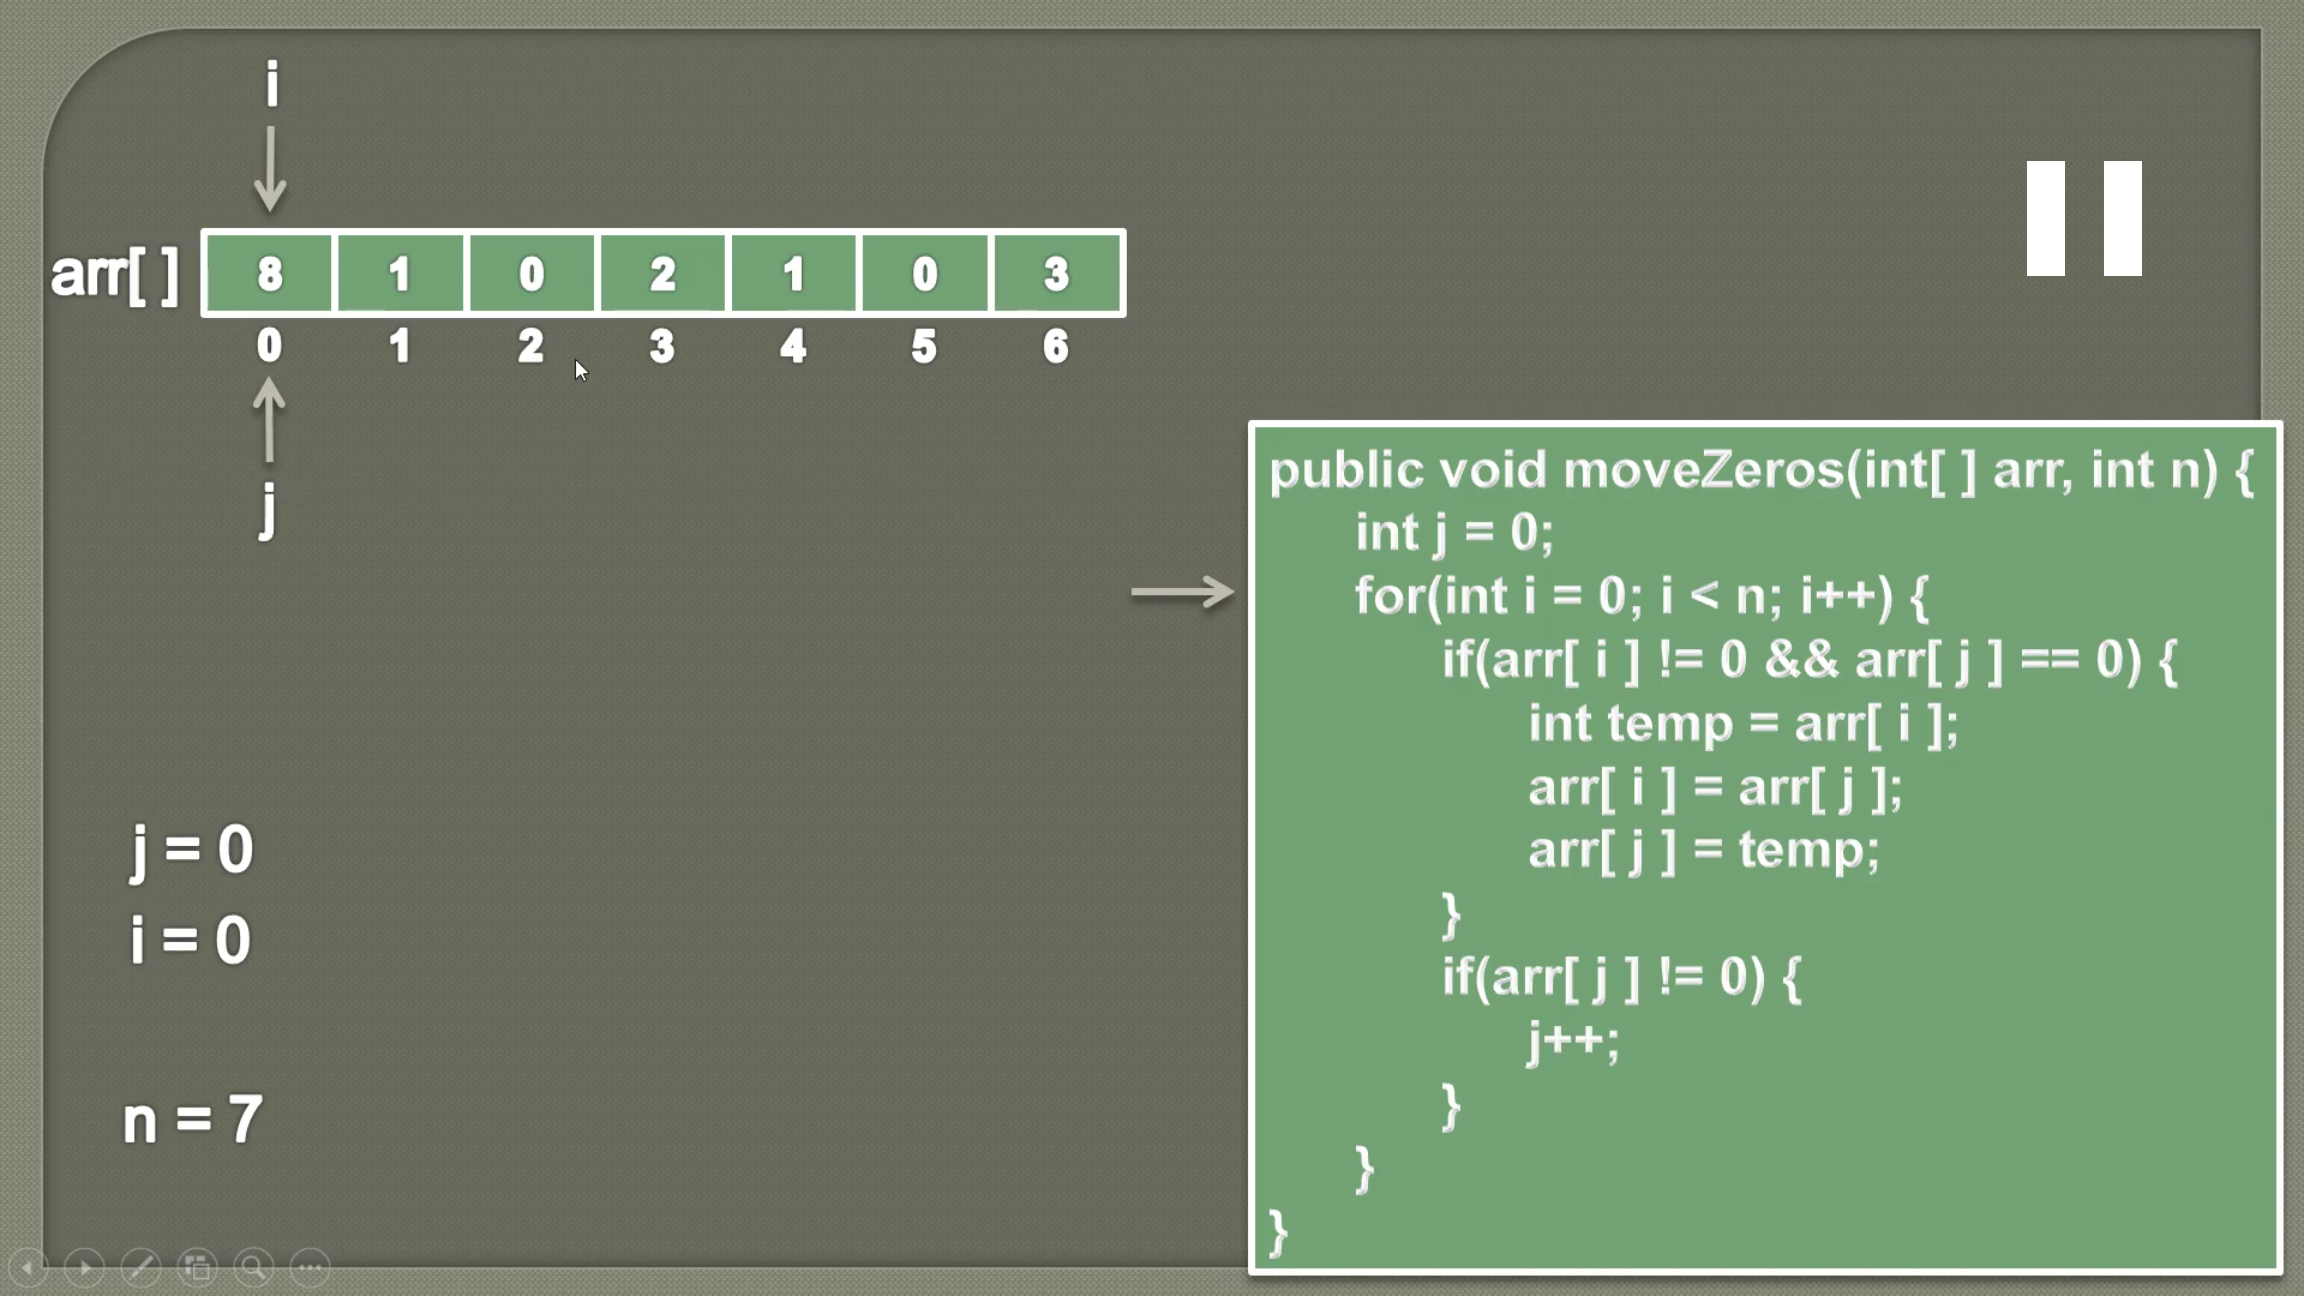 i
arr[ ] 8 1 0 2 1 0 3
0 1 2 3 4 5 6
j
j = 0
i = 0
n = 7
public void moveZeros(int[ ] arr, int n) {
int j = 0;
for(int i = 0; i < n; i++) {
if(arr[ i ] != 0 && arr[ j ] == 0) {
int temp = arr[ i ];
arr[ i ] = arr[ j ];
arr[ j ] = temp;
}
if(arr[ j ] != 0) {
j++;
}
}
}